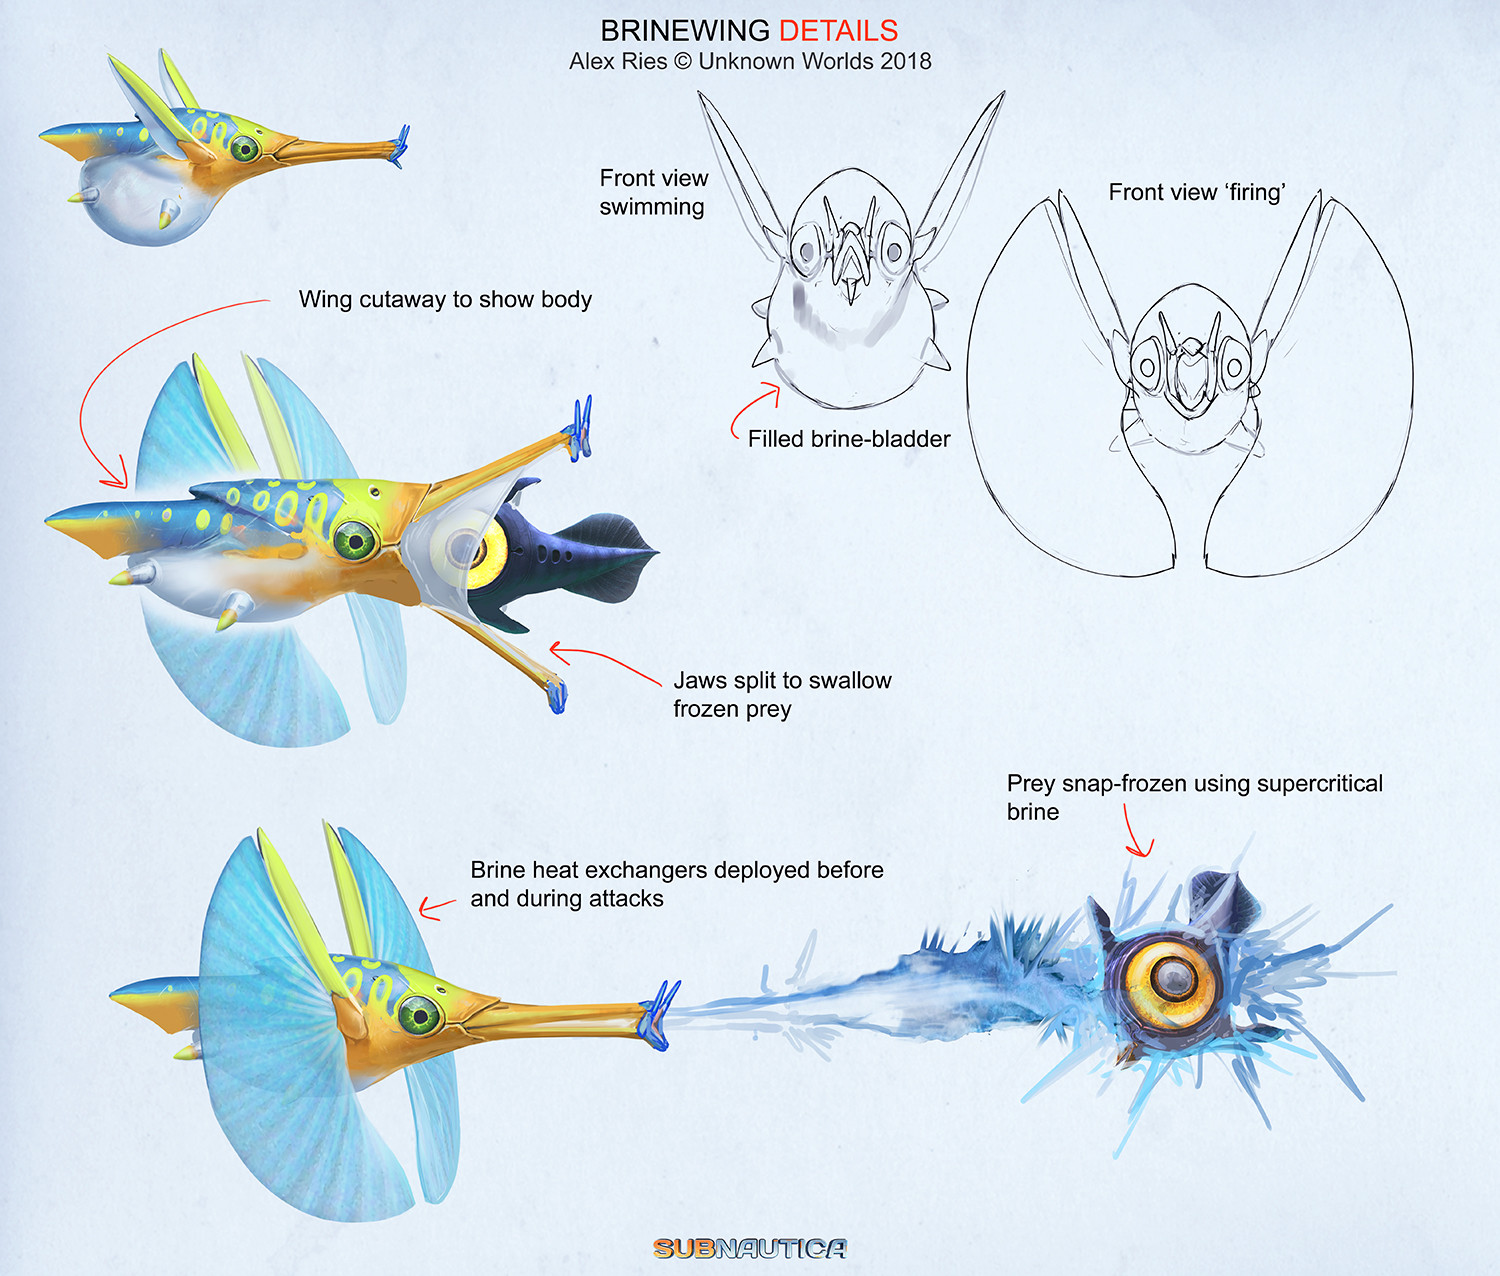 BRINEWING DETAILS
Alex Ries © Unknown Worlds 2018
Front view
swimming
Front view ‘firing’
Wing cutaway to show body
Filled brine-bladder
Jaws split to swallow
frozen prey
Prey snap-frozen using supercritical
brine
Brine heat exchangers deployed before
and during attacks
SUBNAUTICA